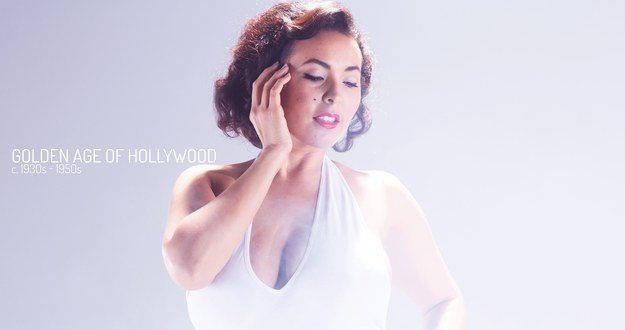 GOLDEN AGE OF HOLLYWOOD
c. 1930s - 1950s